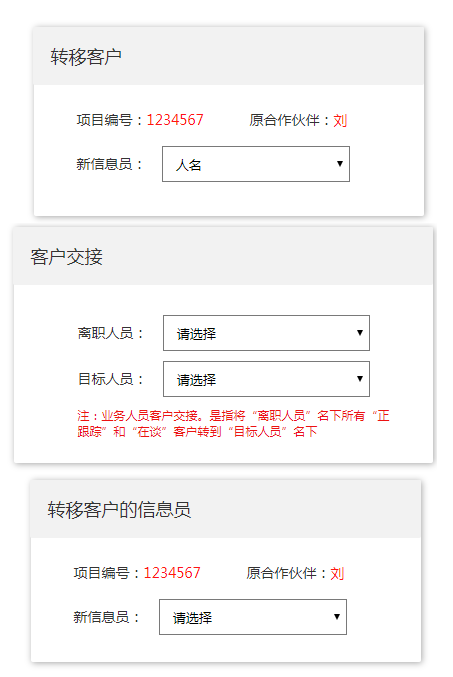 转移客户
项目编号：1234567 原合作伙伴：刘
新信息员： 人名
客户交接
离职人员： 请选择
目标人员： 请选择
注：业务人员客户交接。是指将“离职人员”名下所有“正
跟踪”和“在谈”客户转到“目标人员”名下
转移客户的信息员
项目编号：1234567 原合作伙伴：刘
新信息员： 请选择